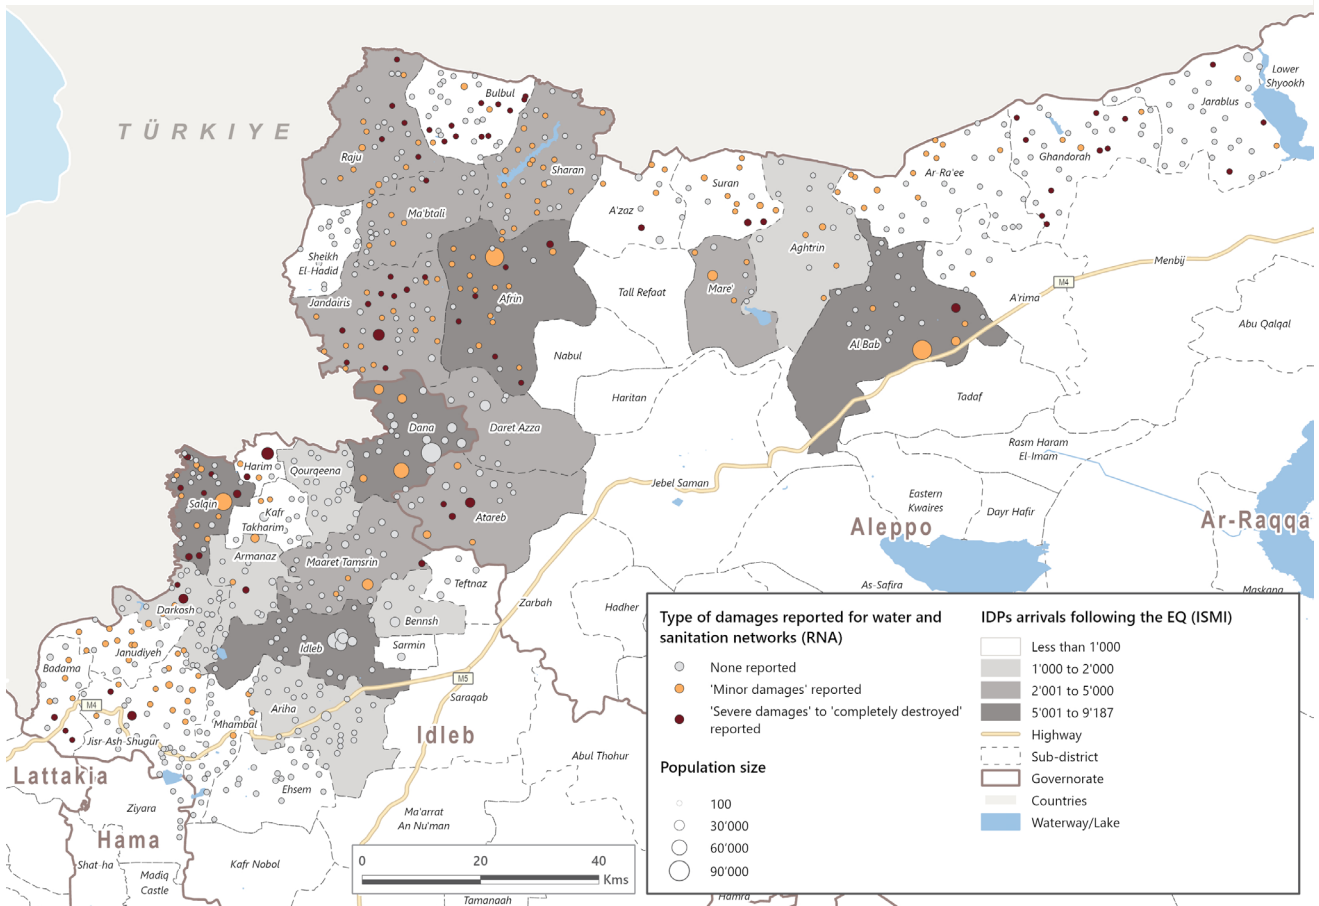 TÜRKIYE
Lower
Shyookh
Bulbul
Jarablus
Raju
Ghandorah
Sharan
Ar-Ra'ee
Suran
A'zaz
Ma'btali
Sheikh
El-Hadid
Aghtrin
Menbij
M4
Jandairis
Afrin
Tall Refaat
Mare'
A'rima
Abu Qalqal
Al Bab
Nabul
Haritan
Tadaf
Dana
Daret Azza
Rasm Haram
El-Imam
Harim
Qourqeena
Jebel Saman
Salqin
Kafr
Takharim
Atareb
Eastern
Kwaires
Dayr Hafir
Aleppo
Ar-Raqqa
Armanaz
Maaret Tamsrin
Teftnaz
As-Safira
Maskana
Darkosh
Zarbah
Hadher
Bennsh
Janudiyeh
Idleb
Sarmin
Badama
M5
Saraqab
M4
Ariha
Mhambal
Jisr-Ash-Shugur
Idleb
Abul Thohur
Lattakia
Ehsem
Ziyara
Ma'arrat
An Nu'man
Hama
Shat-ha
Madiq
Castle
Kafr Nobol
Tamanaah
Hamra
0 20 40
Kms
Type of damages reported for water and
sanitation networks (RNA)
None reported
'Minor damages' reported
'Severe damages' to 'completely destroyed'
reported
Population size
100
30'000
60'000
90'000
IDPs arrivals following the EQ (ISMI)
Less than 1'000
1'000 to 2'000
2'001 to 5'000
5'001 to 9'187
Highway
Sub-district
Governorate
Countries
Waterway/Lake